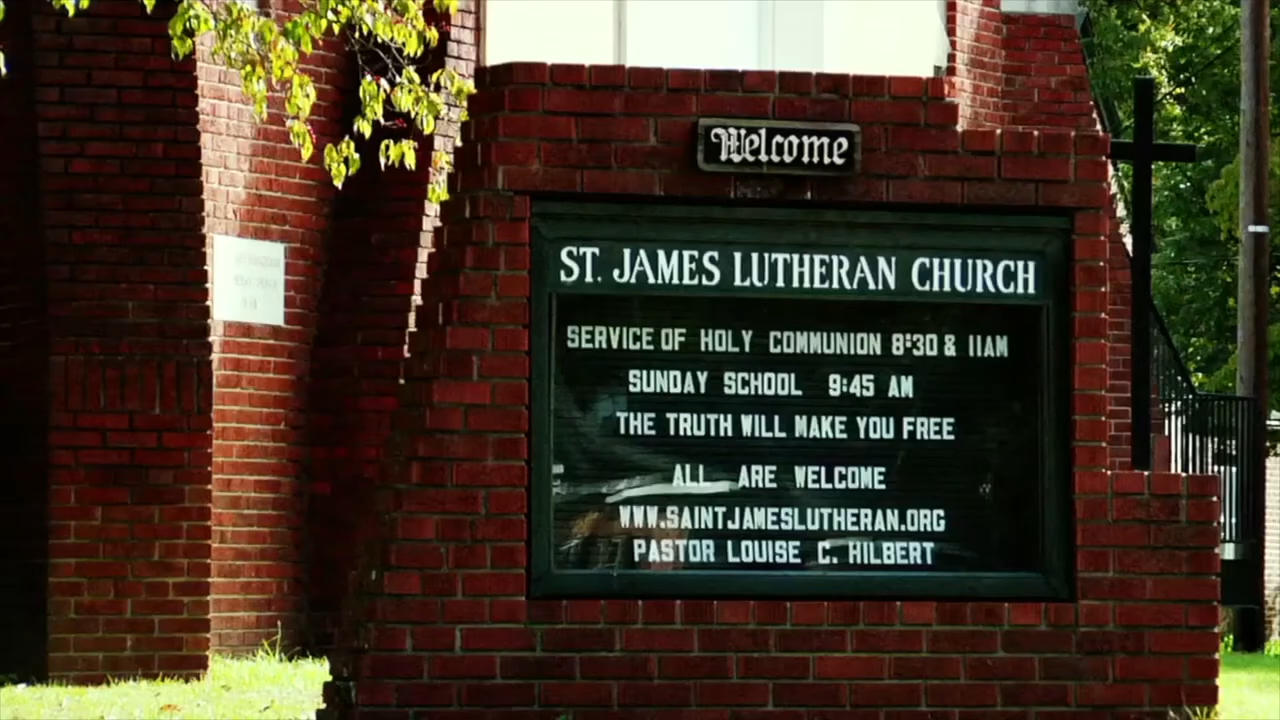 Welcome
ST. JAMES LUTHERAN CHURCH
SERVICE OF HOLY COMMUNION 8:30 & 11AM
SUNDAY SCHOOL 9:45 AM
THE TRUTH WILL MAKE YOU FREE
ALL ARE WELCOME
WWW.SAINTJAMESLUTHERAN.ORG
PASTOR LOUISE C. HILBERT